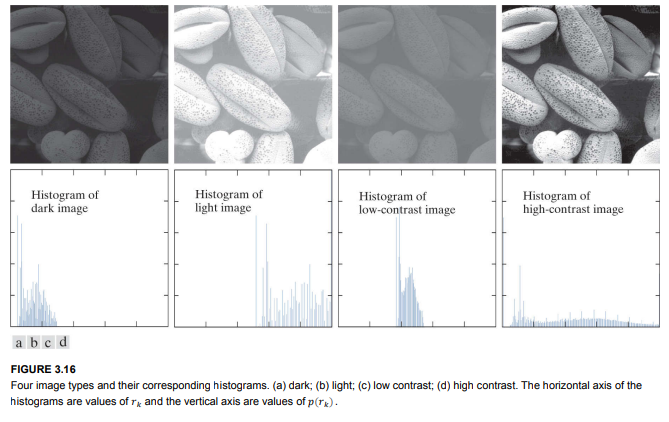 Histogram of
dark image
Histogram of
light image
Histogram of
low-contrast image
Histogram of
high-contrast image
a b c d
FIGURE 3.16
Four image types and their corresponding histograms. (a) dark; (b) light; (c) low contrast; (d) high contrast. The horizontal axis of the
histograms are values of rₖ and the vertical axis are values of p(rₖ).